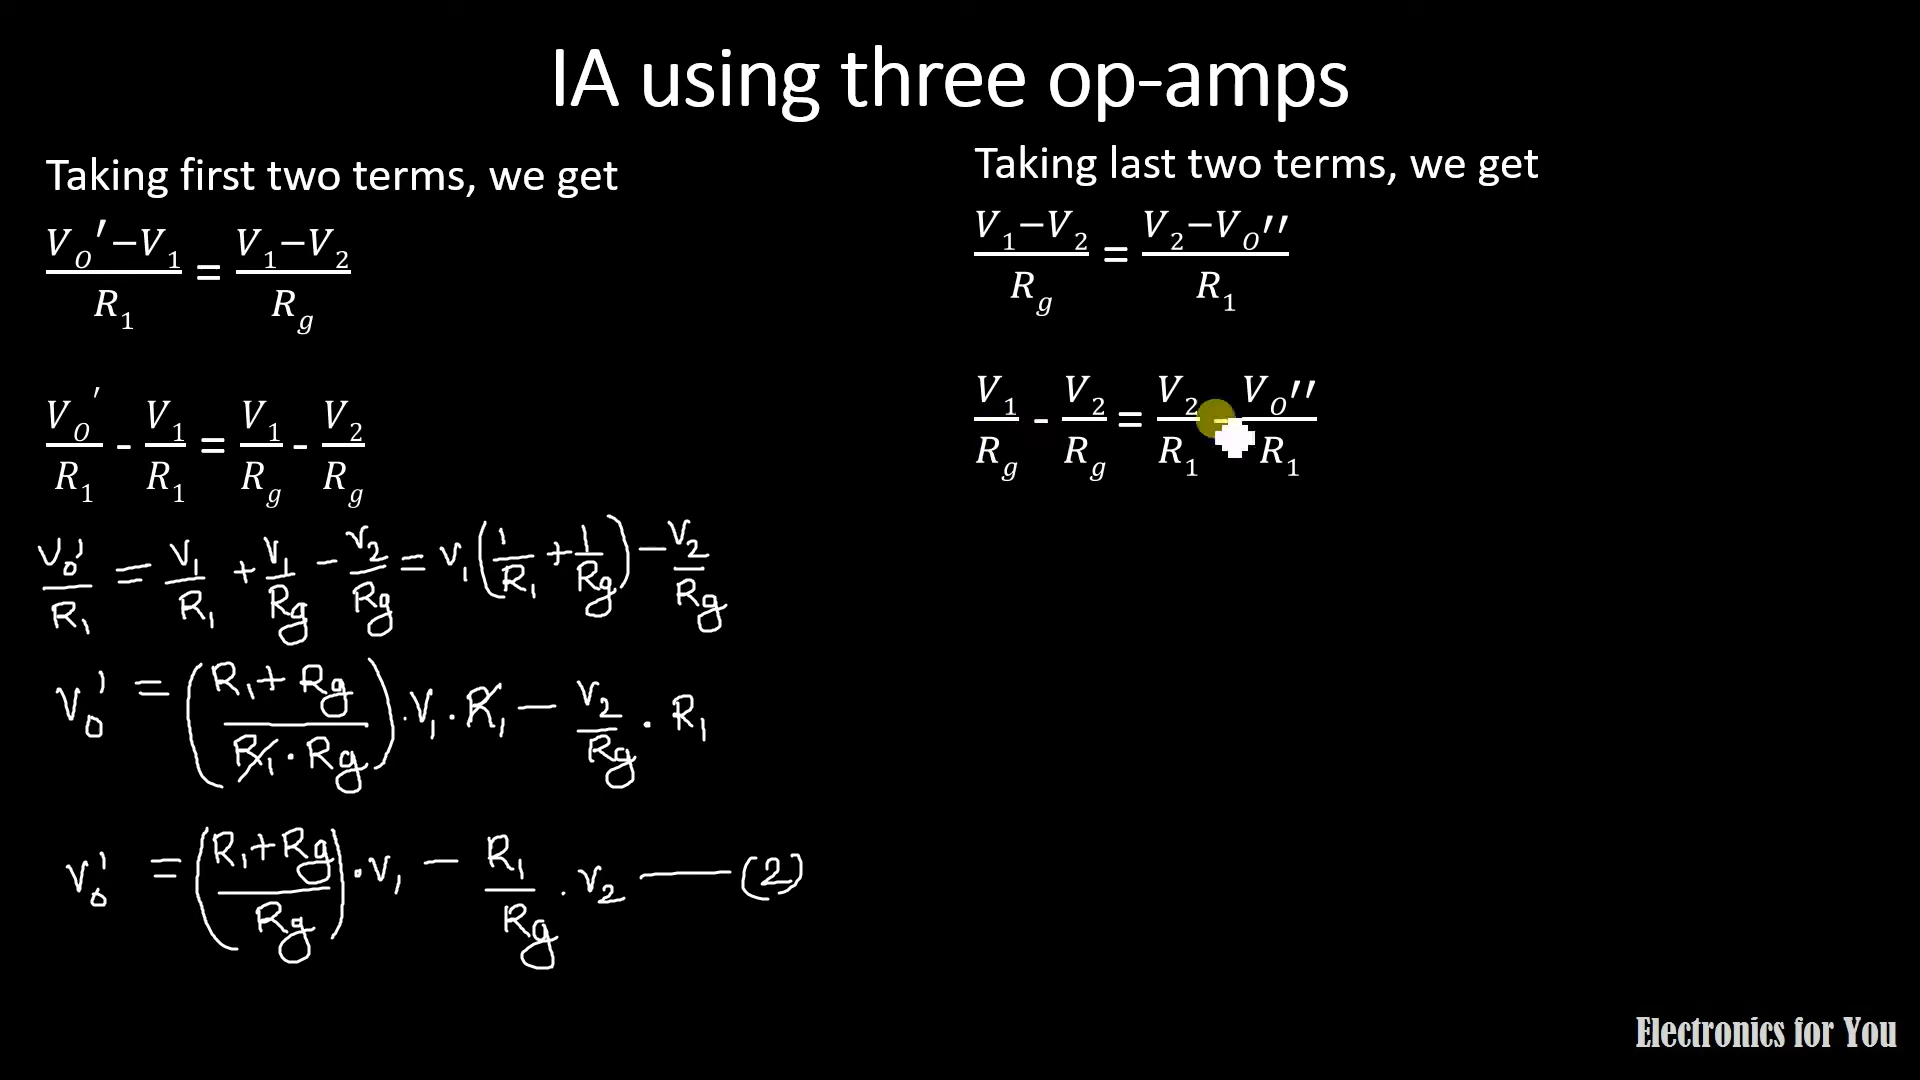 IA using three op-amps
Taking first two terms, we get
(V_O′−V_1)/R_1 = (V_1−V_2)/R_g
V_O′/R_1 - V_1/R_1 = V_1/R_g - V_2/R_g
V_0'/R_1 = V_1/R_1 + V_1/R_g − V_2/R_g = V_1(1/R_1 + 1/R_g) − V_2/R_g
V_0' = ((R_1+R_g)/(R_1·R_g)).V_1·R_1 − V_2/R_g · R_1
V_0' = ((R_1+R_g)/R_g)·V_1 − R_1/R_g . V_2 —— (2)
Taking last two terms, we get
(V_1−V_2)/R_g = (V_2−V_O′′)/R_1
V_1/R_g - V_2/R_g = V_2/R_1 - V_O′′/R_1
Electronics for You